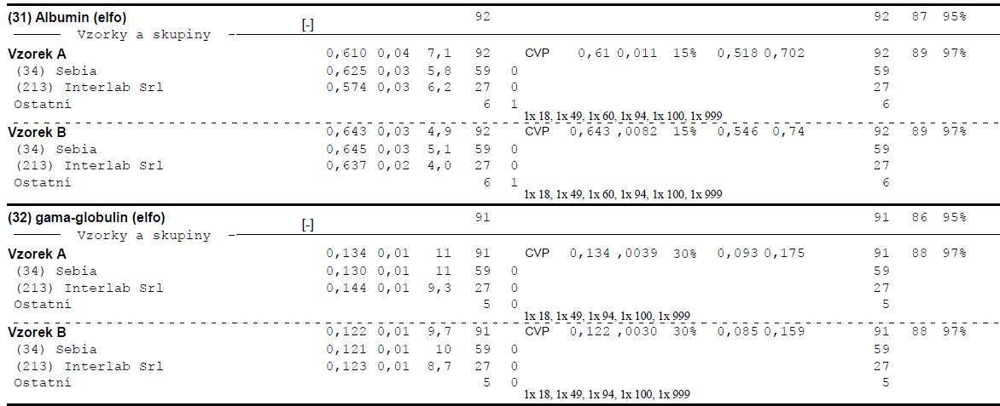 (31) Albumin (elfo) [-] 92 92 87 95%
Vzorky a skupiny
Vzorek A 0,610 0,04 7,1 92 CVP 0,61 0,011 15% 0,518 0,702 92 89 97%
(34) Sebia 0,625 0,03 5,8 59 0 59
(213) Interlab Srl 0,574 0,03 6,2 27 0 27
Ostatní 6 1 6
1x 18, 1x 49, 1x 60, 1x 94, 1x 100, 1x 999
Vzorek B 0,643 0,03 4,9 92 CVP 0,643 ,0082 15% 0,546 0,74 92 89 97%
(34) Sebia 0,645 0,03 5,1 59 0 59
(213) Interlab Srl 0,637 0,02 4,0 27 0 27
Ostatní 6 1 6
1x 18, 1x 49, 1x 60, 1x 94, 1x 100, 1x 999
(32) gama-globulin (elfo) [-] 91 91 86 95%
Vzorky a skupiny
Vzorek A 0,134 0,01 11 91 CVP 0,134 ,0039 30% 0,093 0,175 91 88 97%
(34) Sebia 0,130 0,01 11 59 0 59
(213) Interlab Srl 0,144 0,01 9,3 27 0 27
Ostatní 5 0 5
1x 18, 1x 49, 1x 94, 1x 100, 1x 999
Vzorek B 0,122 0,01 9,7 91 CVP 0,122 ,0030 30% 0,085 0,159 91 88 97%
(34) Sebia 0,121 0,01 10 59 0 59
(213) Interlab Srl 0,123 0,01 8,7 27 0 27
Ostatní 5 0 5
1x 18, 1x 49, 1x 94, 1x 100, 1x 999